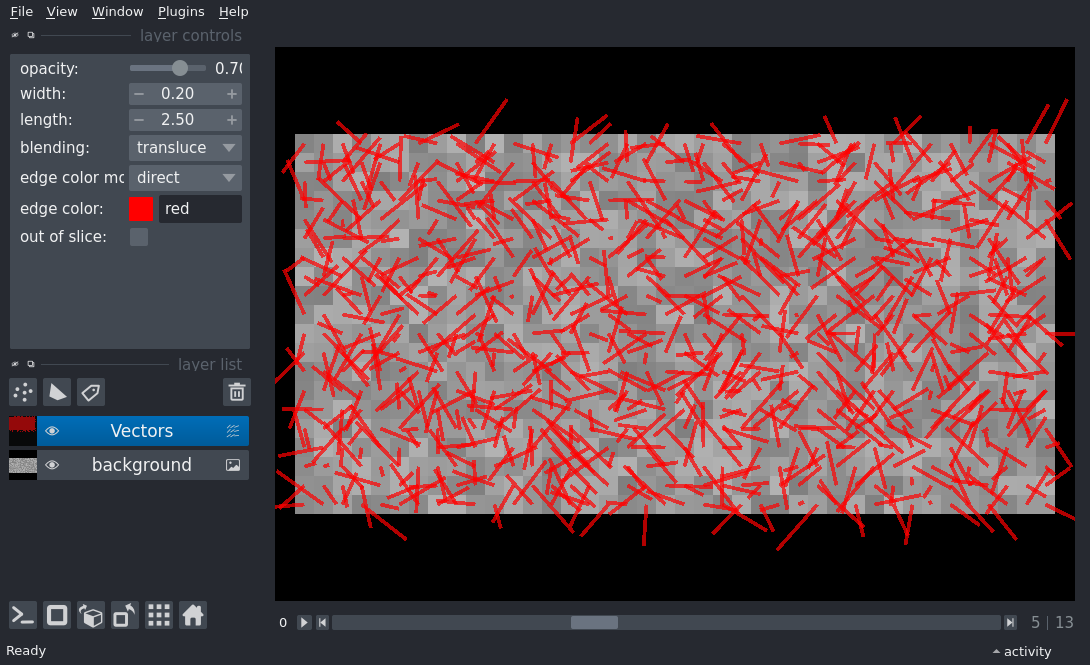 File View Window Plugins Help
layer controls
opacity: 0.70
width: − 0.20 +
length: − 2.50 +
blending: transluce
edge color mo direct
edge color: red
out of slice:
layer list
Vectors
background
0 5 | 13
Ready activity